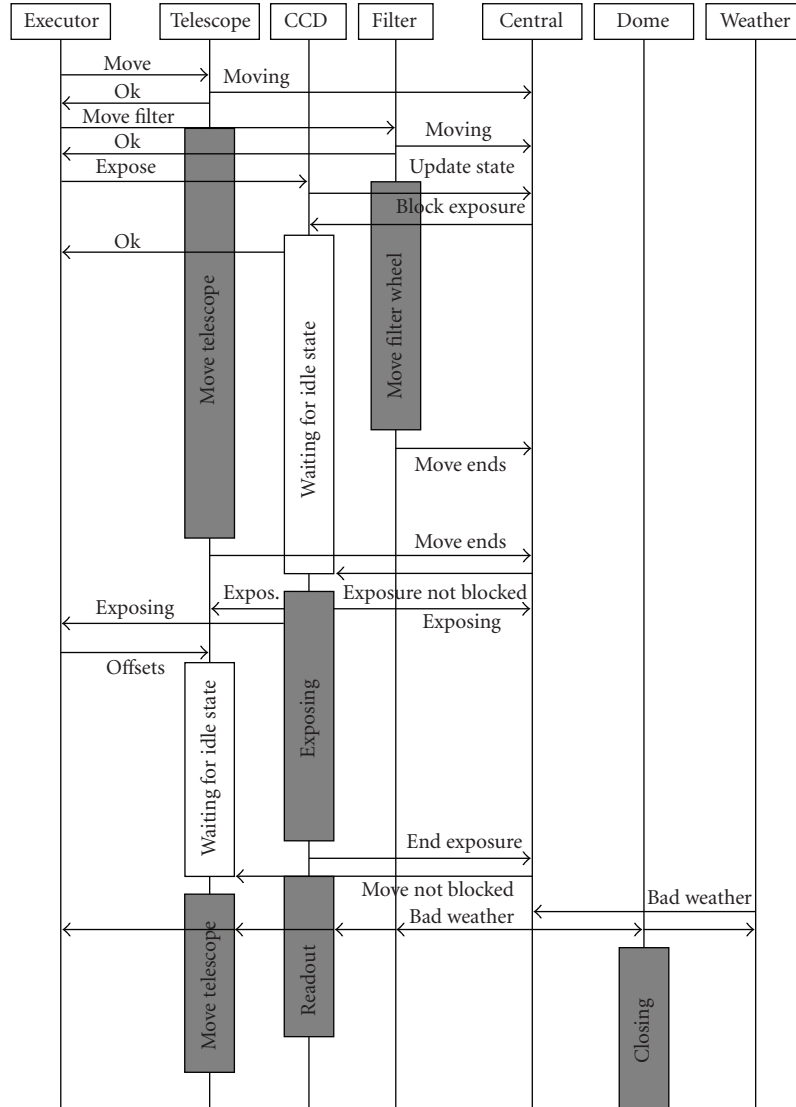 Executor
Telescope
CCD
Filter
Central
Dome
Weather
Move
Moving
Ok
Move filter
Moving
Ok
Expose
Update state
Block exposure
Ok
Move telescope
Waiting for idle state
Move filter wheel
Move ends
Move ends
Expos.
Exposure not blocked
Exposing
Exposing
Offsets
Waiting for idle state
Exposing
End exposure
Move not blocked
Bad weather
Bad weather
Move telescope
Readout
Closing